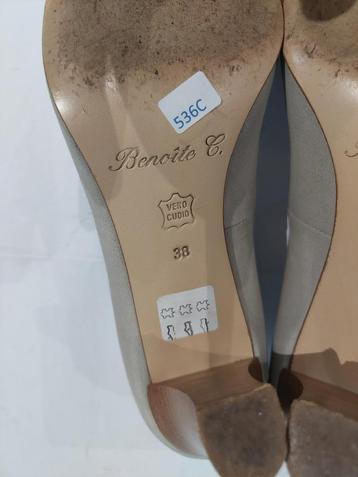 536C
Benoîte C.
VERO
CUOIO
38